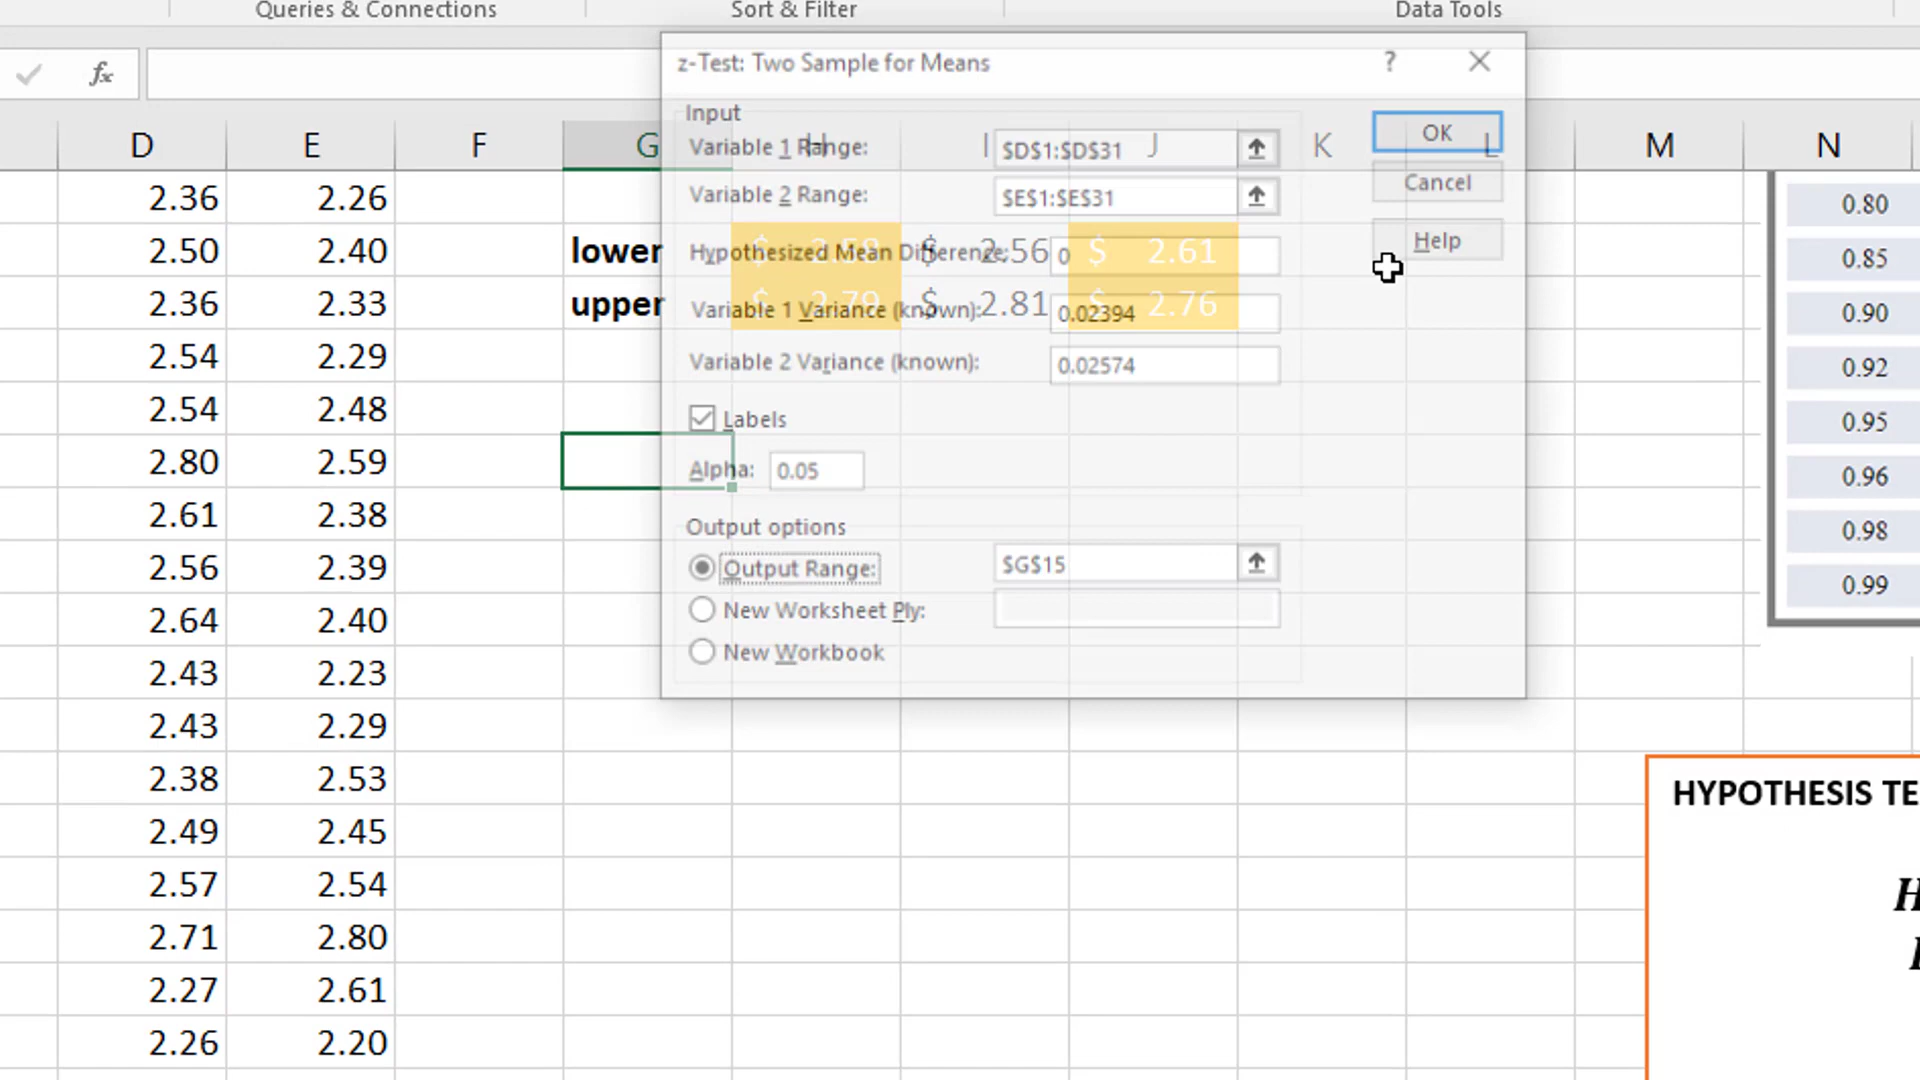 Queries & Connections Sort & Filter Data Tools
fx
z-Test: Two Sample for Means ? ×
D E F G H I J K L M N
Input
Variable 1 Range: $D$1:$D$31 OK
Variable 2 Range: $E$1:$E$31 Cancel
Hypothesized Mean Difference: 0 Help
Variable 1 Variance (known): 0.02394
Variable 2 Variance (known): 0.02574
Labels
Alpha: 0.05
Output options
Output Range: $G$15
New Worksheet Ply:
New Workbook
2.36 2.26
2.50 2.40 lower $ 2.58 $ 2.56 $ 2.61
2.36 2.33 upper $ 2.79 $ 2.81 $ 2.76
2.54 2.29
2.54 2.48
2.80 2.59
2.61 2.38
2.56 2.39
2.64 2.40
2.43 2.23
2.43 2.29
2.38 2.53
2.49 2.45
2.57 2.54
2.71 2.80
2.27 2.61
2.26 2.20
0.80
0.85
0.90
0.92
0.95
0.96
0.98
0.99
HYPOTHESIS TE
H